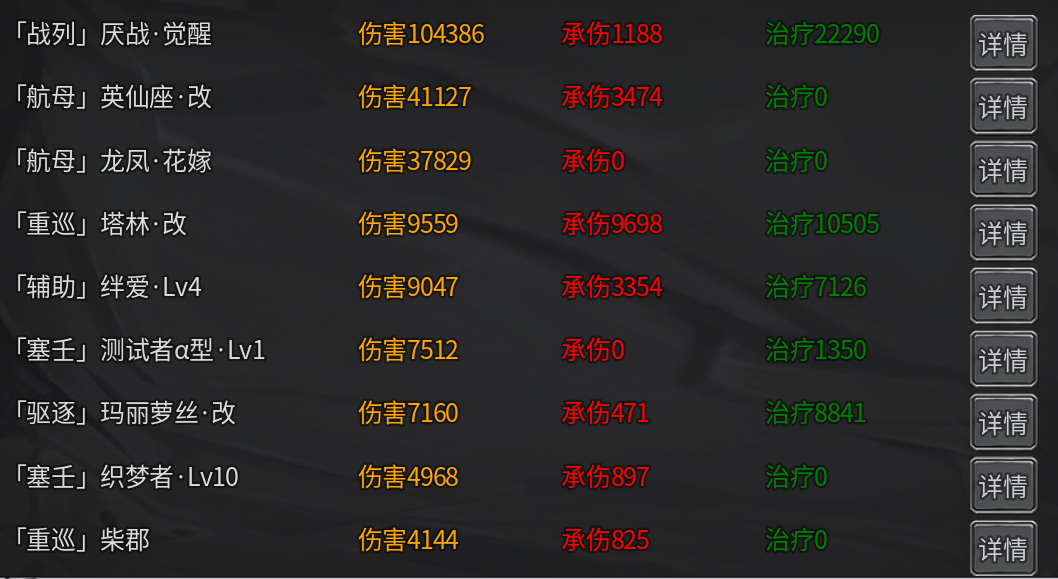 「战列」厌战·觉醒 伤害104386 承伤1188 治疗22290 详情
「航母」英仙座·改 伤害41127 承伤3474 治疗0 详情
「航母」龙凤·花嫁 伤害37829 承伤0 治疗0 详情
「重巡」塔林·改 伤害9559 承伤9698 治疗10505 详情
「辅助」绊爱·Lv4 伤害9047 承伤3354 治疗7126 详情
「塞壬」测试者α型·Lv1 伤害7512 承伤0 治疗1350 详情
「驱逐」玛丽萝丝·改 伤害7160 承伤471 治疗8841 详情
「塞壬」织梦者·Lv10 伤害4968 承伤897 治疗0 详情
「重巡」柴郡 伤害4144 承伤825 治疗0 详情